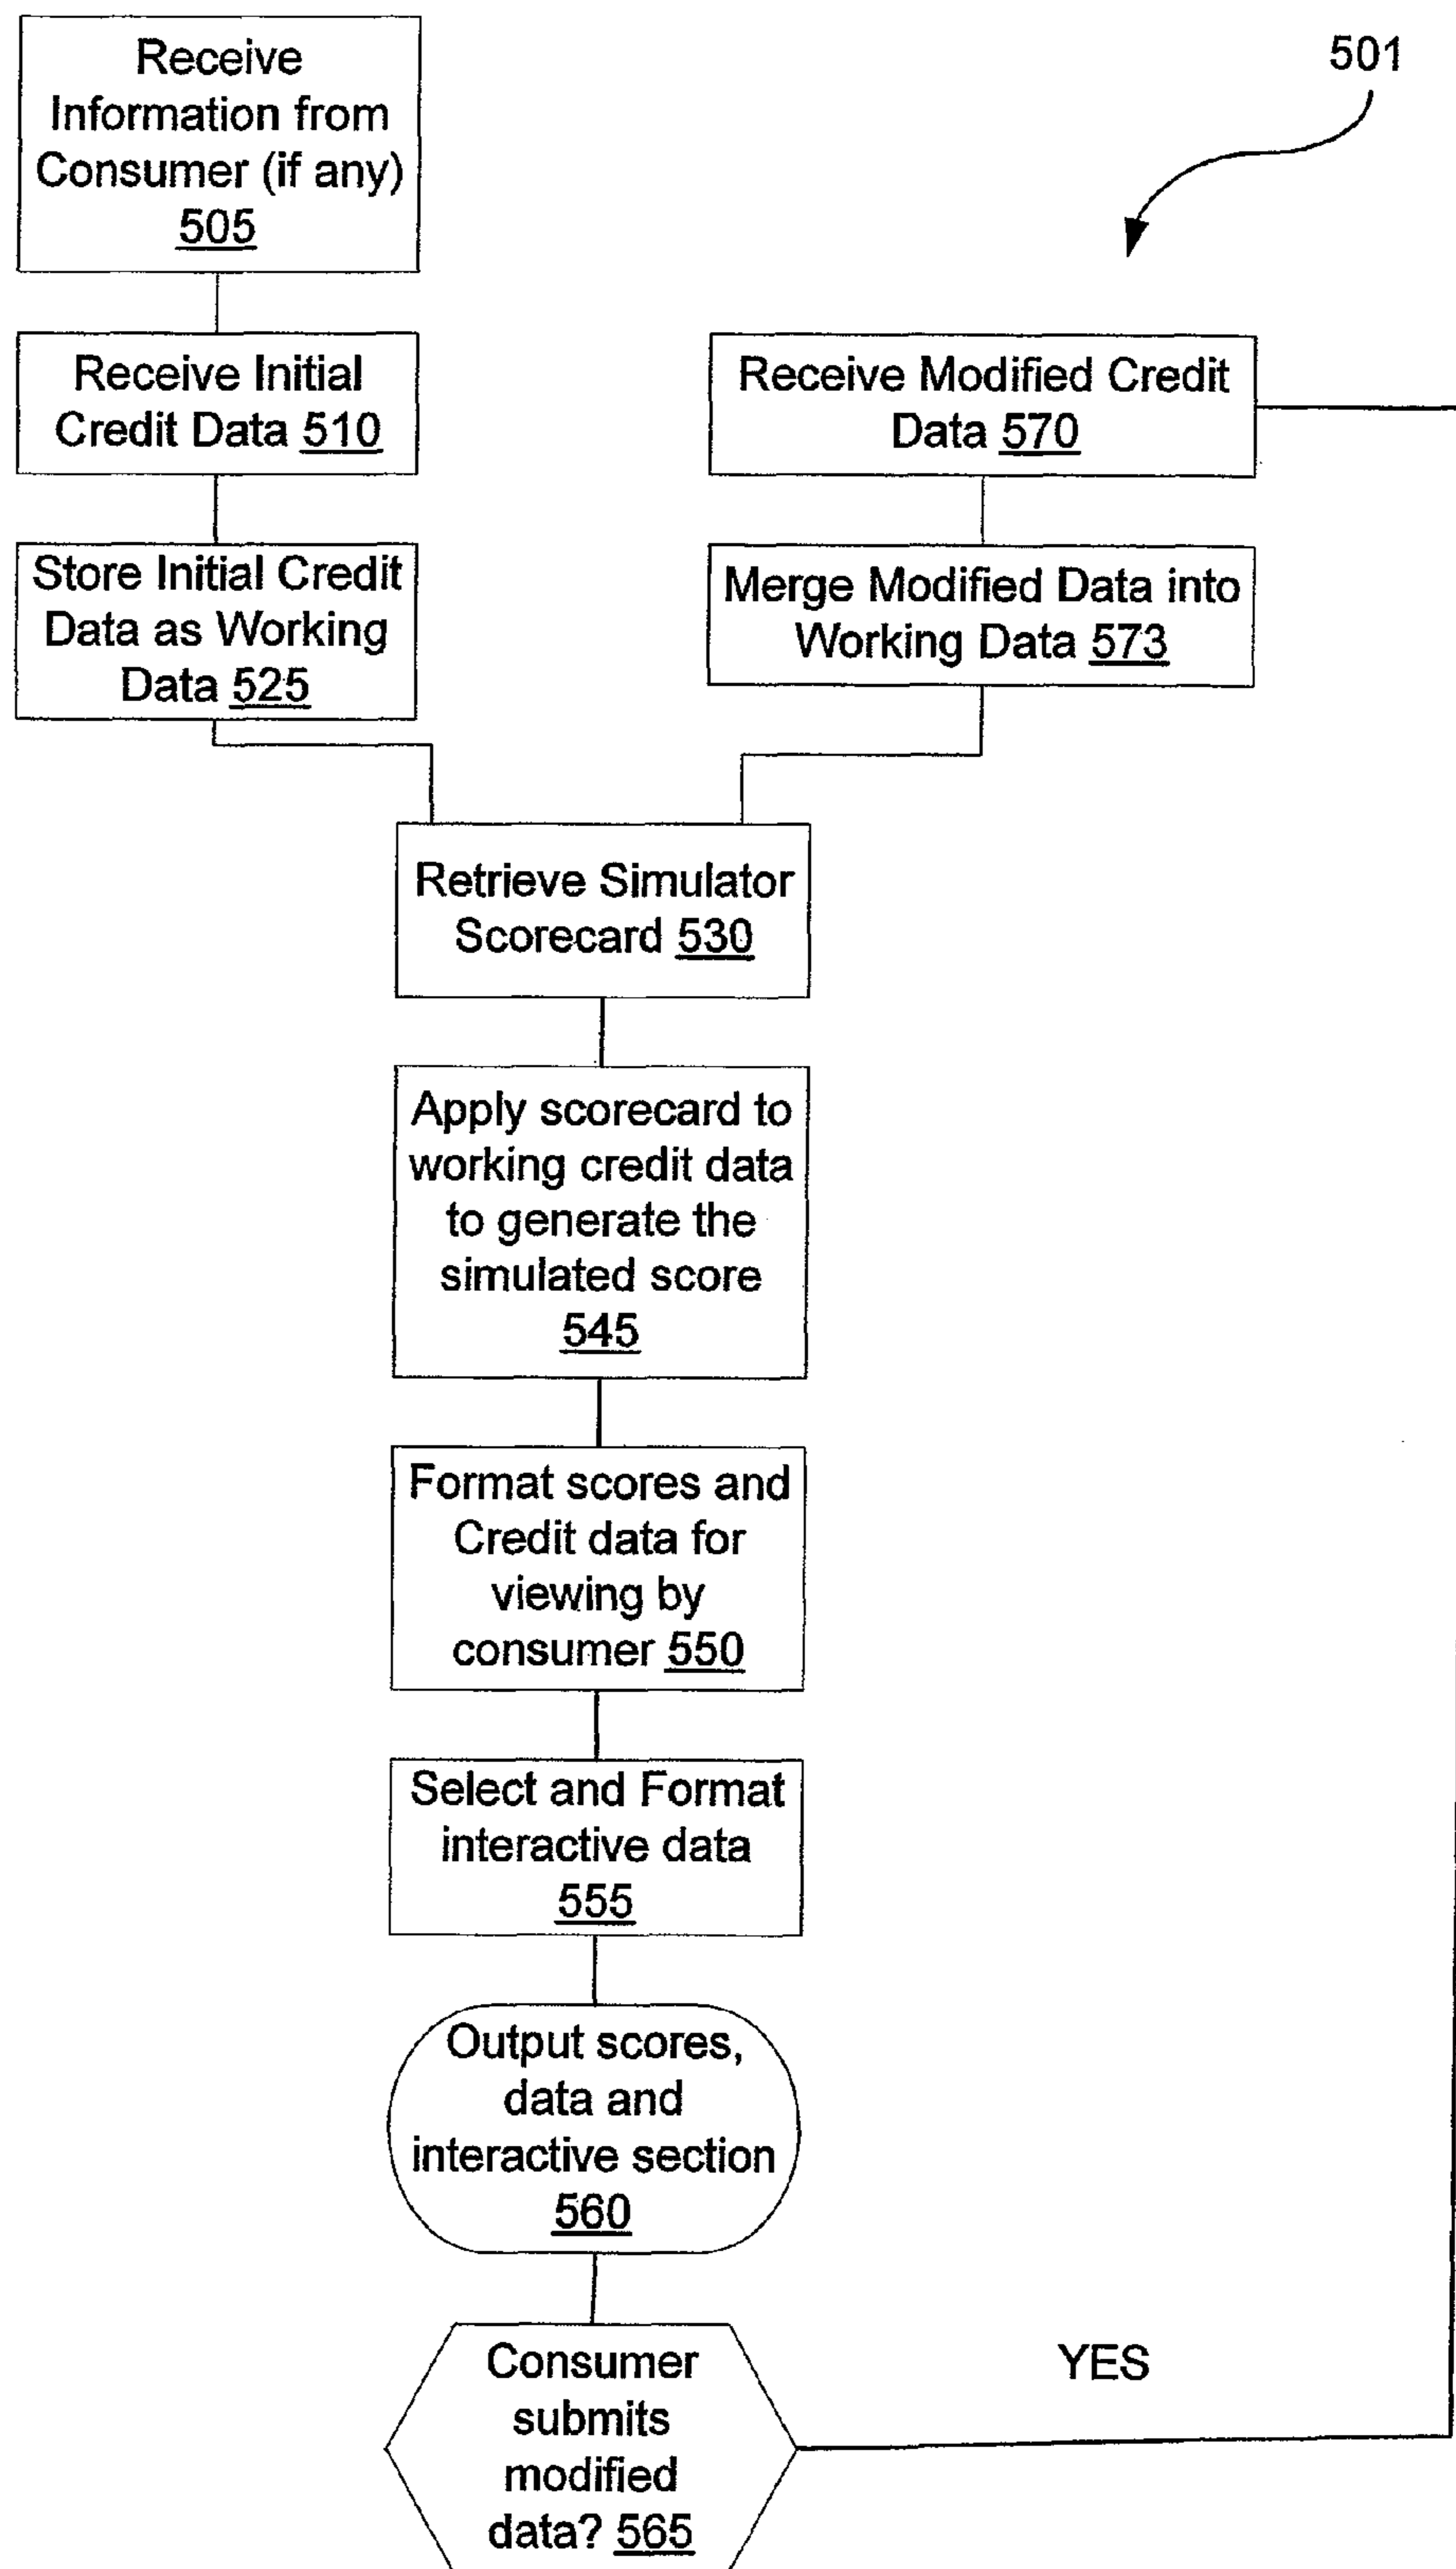 Receive
Information from
Consumer (if any)
505
501
Receive Initial
Credit Data 510
Receive Modified Credit
Data 570
Store Initial Credit
Data as Working
Data 525
Merge Modified Data into
Working Data 573
Retrieve Simulator
Scorecard 530
Apply scorecard to
working credit data
to generate the
simulated score
545
Format scores and
Credit data for
viewing by
consumer 550
Select and Format
interactive data
555
Output scores,
data and
interactive section
560
Consumer
submits
modified
data? 565
YES